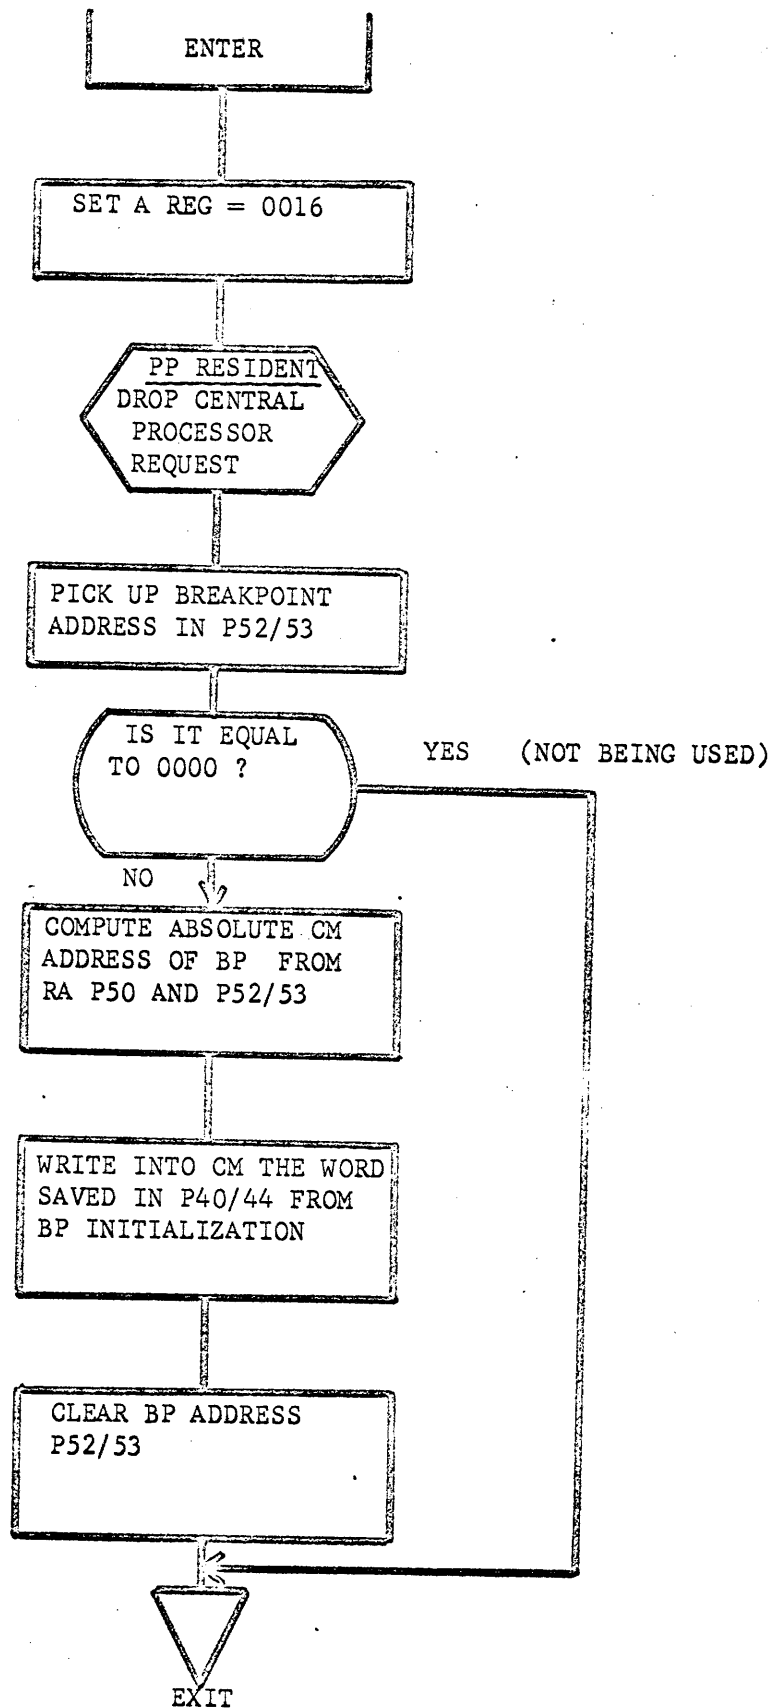 ENTER
SET A REG = 0016
PP RESIDENT
DROP CENTRAL
PROCESSOR
REQUEST
PICK UP BREAKPOINT
ADDRESS IN P52/53
IS IT EQUAL
TO 0000 ?
YES (NOT BEING USED)
NO
COMPUTE ABSOLUTE CM
ADDRESS OF BP FROM
RA P50 AND P52/53
WRITE INTO CM THE WORD
SAVED IN P40/44 FROM
BP INITIALIZATION
CLEAR BP ADDRESS
P52/53
EXIT